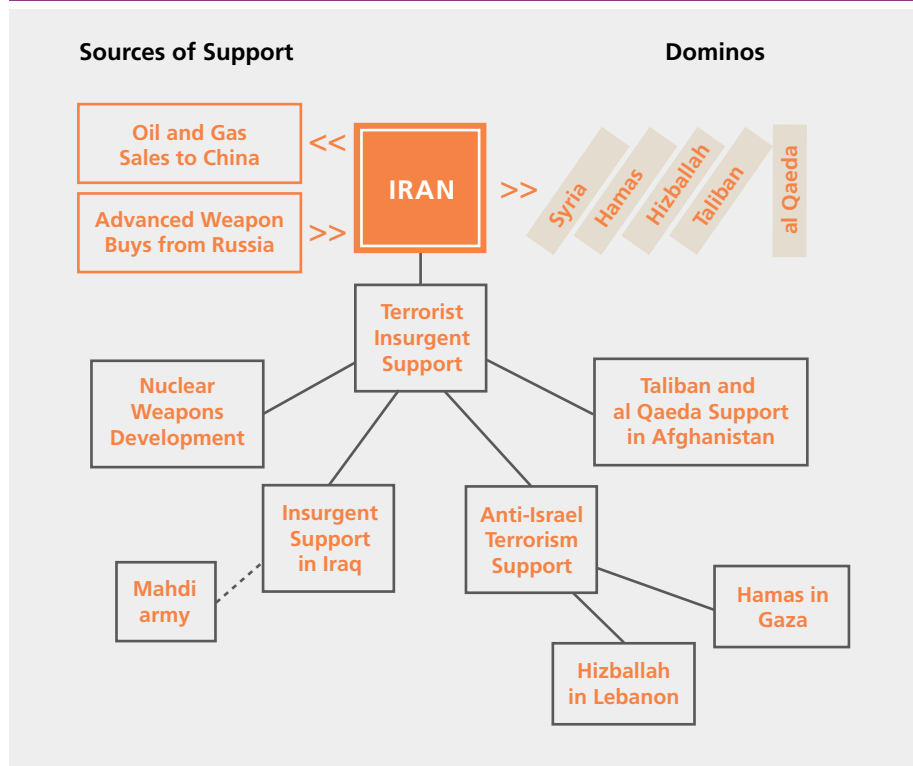 Sources of Support
Dominos
Oil and Gas
Sales to China
<<
Advanced Weapon
Buys from Russia
>>
IRAN
>>
Syria
Hamas
Hizballah
Taliban
al Qaeda
Terrorist
Insurgent
Support
Nuclear
Weapons
Development
Taliban and
al Qaeda Support
in Afghanistan
Insurgent
Support
in Iraq
Anti-Israel
Terrorism
Support
Mahdi
army
Hamas in
Gaza
Hizballah
in Lebanon